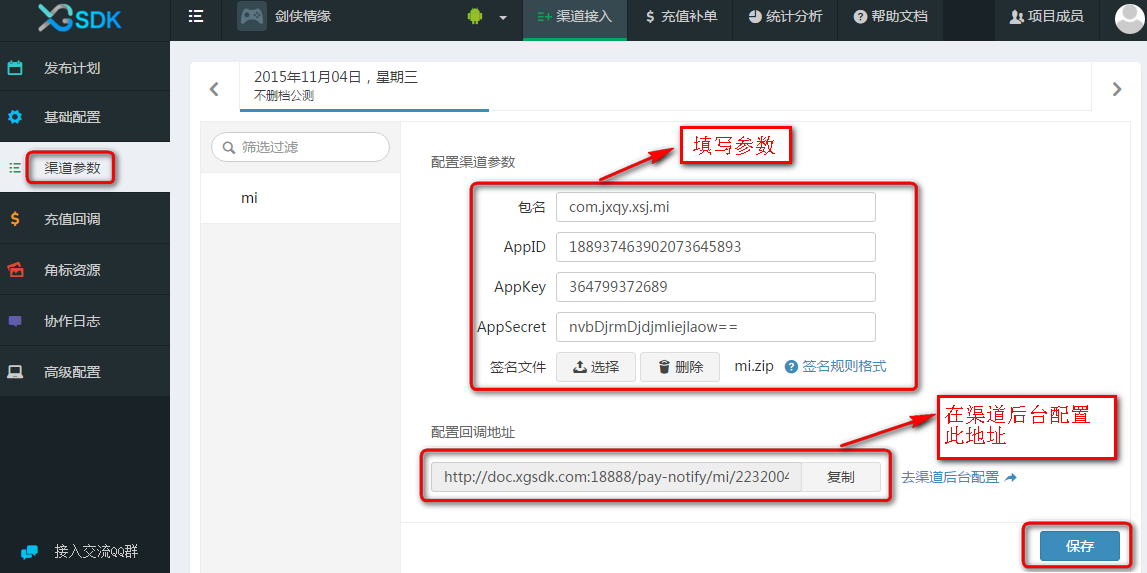 XGSDK
剑侠情缘
渠道接入
$ 充值补单
统计分析
? 帮助文档
项目成员
发布计划
基础配置
渠道参数
$ 充值回调
角标资源
协作日志
高级配置
接入交流QQ群
2015年11月04日，星期三
不删档公测
筛选过滤
mi
配置渠道参数
填写参数
包名 com.jxqy.xsj.mi
AppID 188937463902073645893
AppKey 364799372689
AppSecret nvbDjrmDjdjmliejlaow==
签名文件 选择 删除 mi.zip ? 签名规则格式
在渠道后台配置
此地址
配置回调地址
http://doc.xgsdk.com:18888/pay-notify/mi/2232004 复制 去渠道后台配置
保存